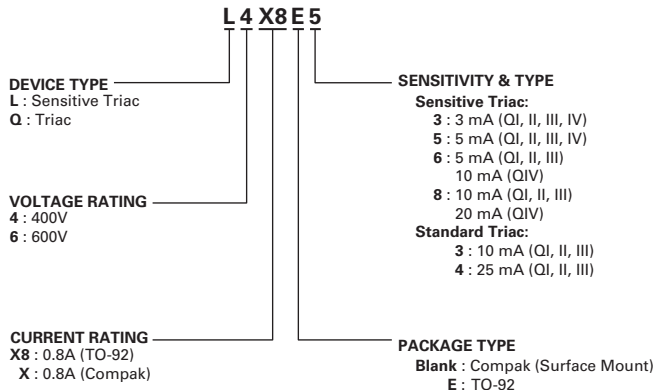 L 4 X8 E 5
DEVICE TYPE
L : Sensitive Triac
Q : Triac
VOLTAGE RATING
4 : 400V
6 : 600V
CURRENT RATING
X8 : 0.8A (TO-92)
X : 0.8A (Compak)
SENSITIVITY & TYPE
Sensitive Triac:
3 : 3 mA (QI, II, III, IV)
5 : 5 mA (QI, II, III, IV)
6 : 5 mA (QI, II, III)
10 mA (QIV)
8 : 10 mA (QI, II, III)
20 mA (QIV)
Standard Triac:
3 : 10 mA (QI, II, III)
4 : 25 mA (QI, II, III)
PACKAGE TYPE
Blank : Compak (Surface Mount)
E : TO-92